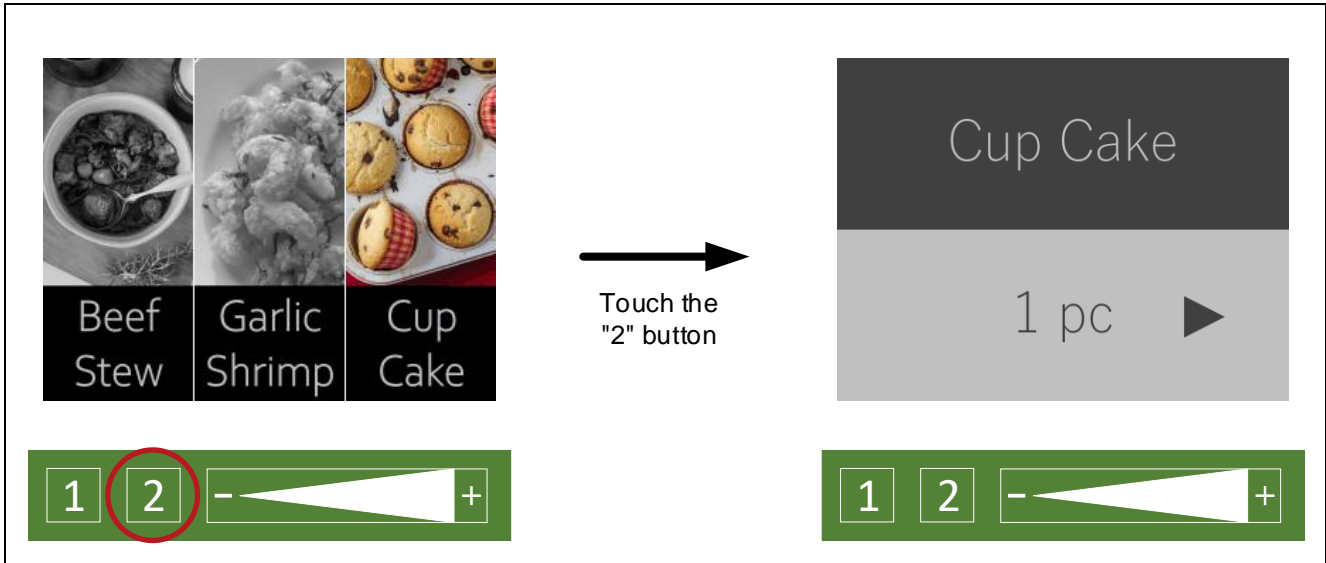 Beef
Stew
Garlic
Shrimp
Cup
Cake
1 2 - +
Touch the
"2" button
Cup Cake
1 pc ▶
1 2 - +